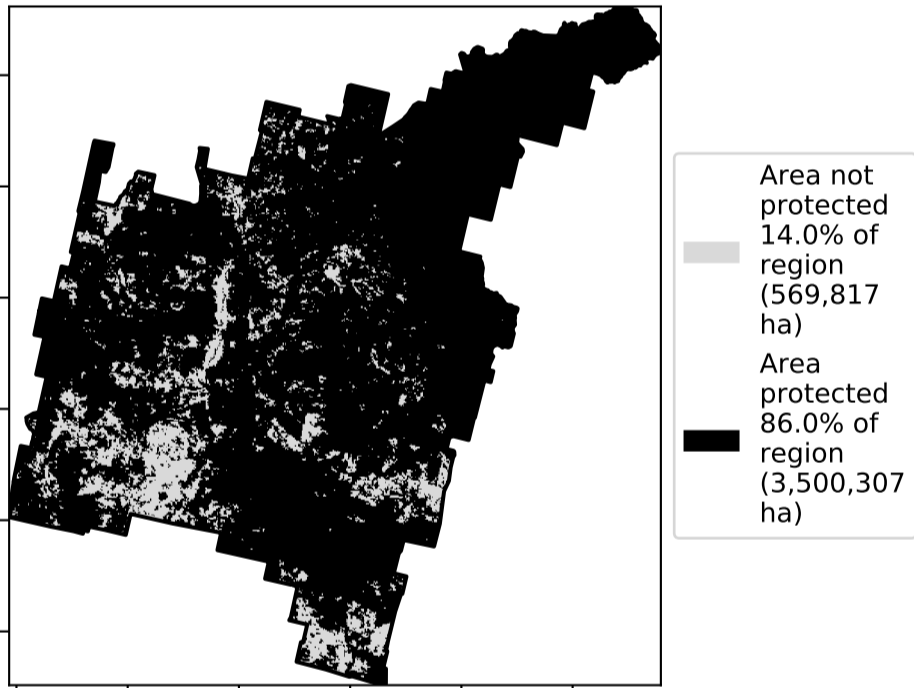 Area not
protected
14.0% of
region
(569,817
ha)
Area
protected
86.0% of
region
(3,500,307
ha)